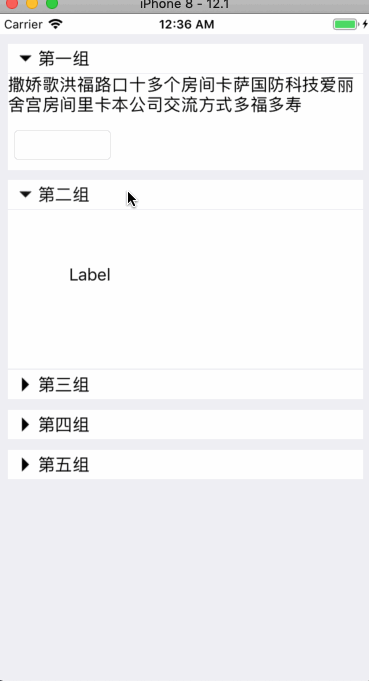 iPhone 8 - 12.1
Carrier 12:36 AM
第一组
撒娇歌洪福路口十多个房间卡萨国防科技爱丽
舍宫房间里卡本公司交流方式多福多寿
第二组
Label
第三组
第四组
第五组